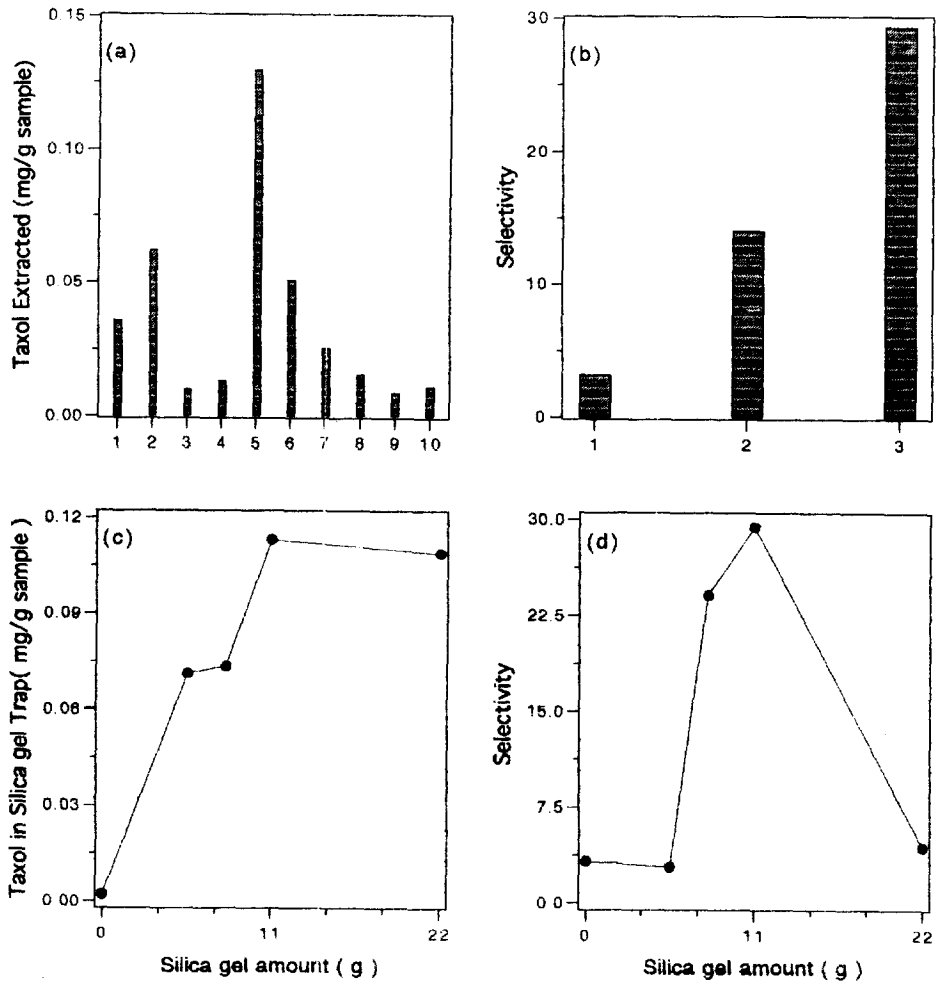 (a)
Taxol Extracted (mg/g sample)
0.15
0.10
0.05
0.00
1 2 3 4 5 6 7 8 9 10
(b)
Selectivity
30
20
10
0
1 2 3
(c)
Taxol in Silica gel Trap( mg/g sample )
0.12
0.09
0.06
0.03
0 00
0 11 22
Silica gel amount ( g )
(d)
Selectivity
30.0
22.5
15.0
7.5
0 0
0 11 22
Silica gel amount ( g )